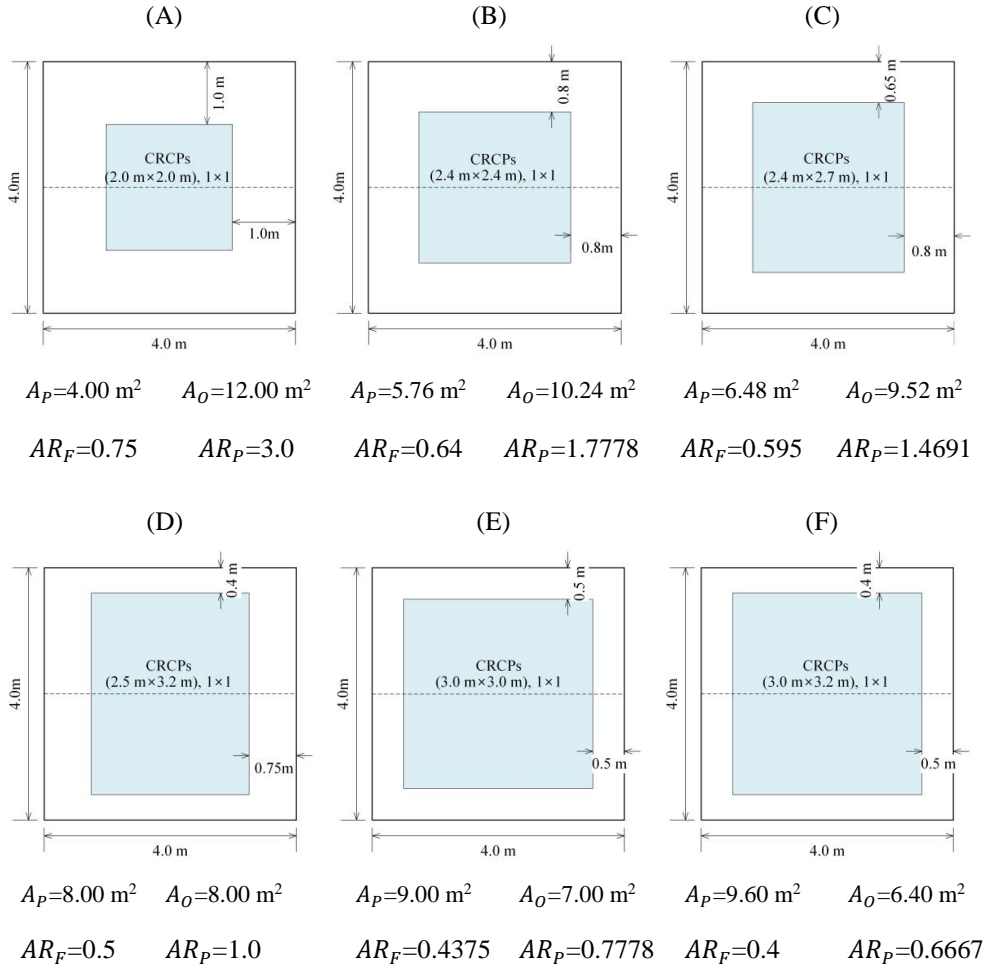 (A)
(B)
(C)
1.0 m
0.8 m
0.65 m
4.0m
CRCPs
(2.0 m×2.0 m), 1×1
1.0m
4.0 m
4.0m
CRCPs
(2.4 m×2.4 m), 1×1
0.8m
4.0 m
4.0m
CRCPs
(2.4 m×2.7 m), 1×1
0.8 m
4.0 m
A_P=4.00 m² A_O=12.00 m²
A_P=5.76 m² A_O=10.24 m²
A_P=6.48 m² A_O=9.52 m²
AR_F=0.75 AR_P=3.0
AR_F=0.64 AR_P=1.7778
AR_F=0.595 AR_P=1.4691
(D)
(E)
(F)
0.4 m
0.5 m
0.4 m
4.0m
CRCPs
(2.5 m×3.2 m), 1×1
0.75m
4.0 m
4.0m
CRCPs
(3.0 m×3.0 m), 1×1
0.5 m
4.0 m
4.0m
CRCPs
(3.0 m×3.2 m), 1×1
0.5 m
4.0 m
A_P=8.00 m² A_O=8.00 m²
A_P=9.00 m² A_O=7.00 m²
A_P=9.60 m² A_O=6.40 m²
AR_F=0.5 AR_P=1.0
AR_F=0.4375 AR_P=0.7778
AR_F=0.4 AR_P=0.6667